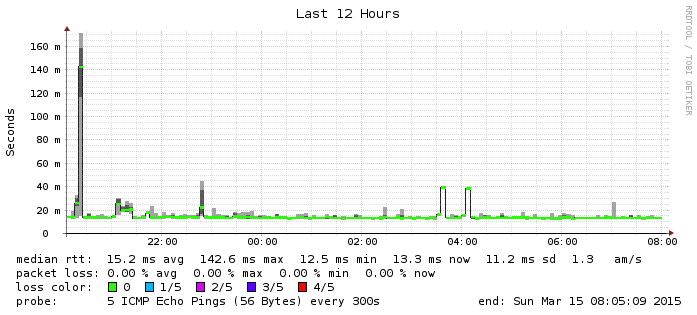 Last 12 Hours
RRDTOOL / TOBI OETIKER
Seconds
160 m
140 m
120 m
100 m
80 m
60 m
40 m
20 m
0
22:00 00:00 02:00 04:00 06:00 08:00
median rtt: 15.2 ms avg 142.6 ms max 12.5 ms min 13.3 ms now 11.2 ms sd 1.3 am/s
packet loss: 0.00 % avg 0.00 % max 0.00 % min 0.00 % now
loss color: 0 1/5 2/5 3/5 4/5
probe: 5 ICMP Echo Pings (56 Bytes) every 300s end: Sun Mar 15 08:05:09 2015